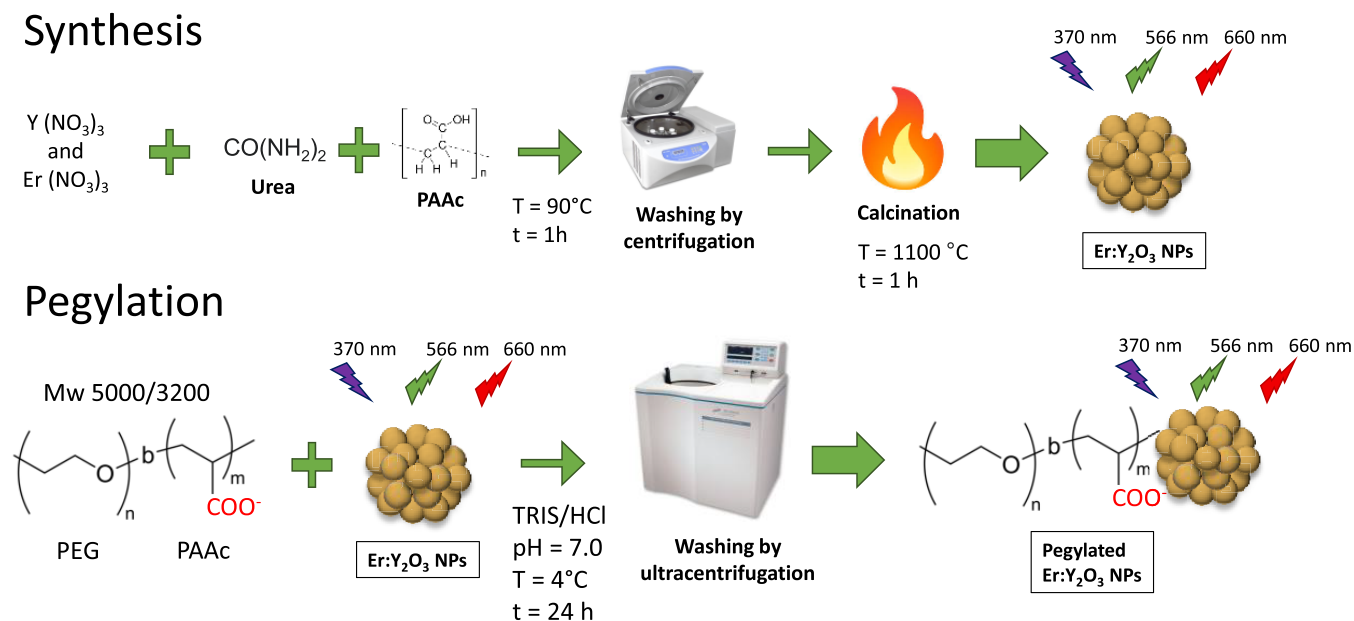 Synthesis
370 nm
566 nm
660 nm
Y (NO₃)₃
and
Er (NO₃)₃
CO(NH₂)₂
Urea
O
OH
C
C
C
H
H
H
n
PAAc
T = 90°C
t = 1h
Washing by
centrifugation
Calcination
T = 1100 °C
t = 1 h
Er:Y₂O₃ NPs
Pegylation
Mw 5000/3200
O
n
b
m
COO⁻
PEG
PAAc
370 nm
566 nm
660 nm
Er:Y₂O₃ NPs
TRIS/HCl
pH = 7.0
T = 4°C
t = 24 h
Washing by
ultracentrifugation
370 nm
566 nm
660 nm
O
n
b
m
COO⁻
Pegylated
Er:Y₂O₃ NPs